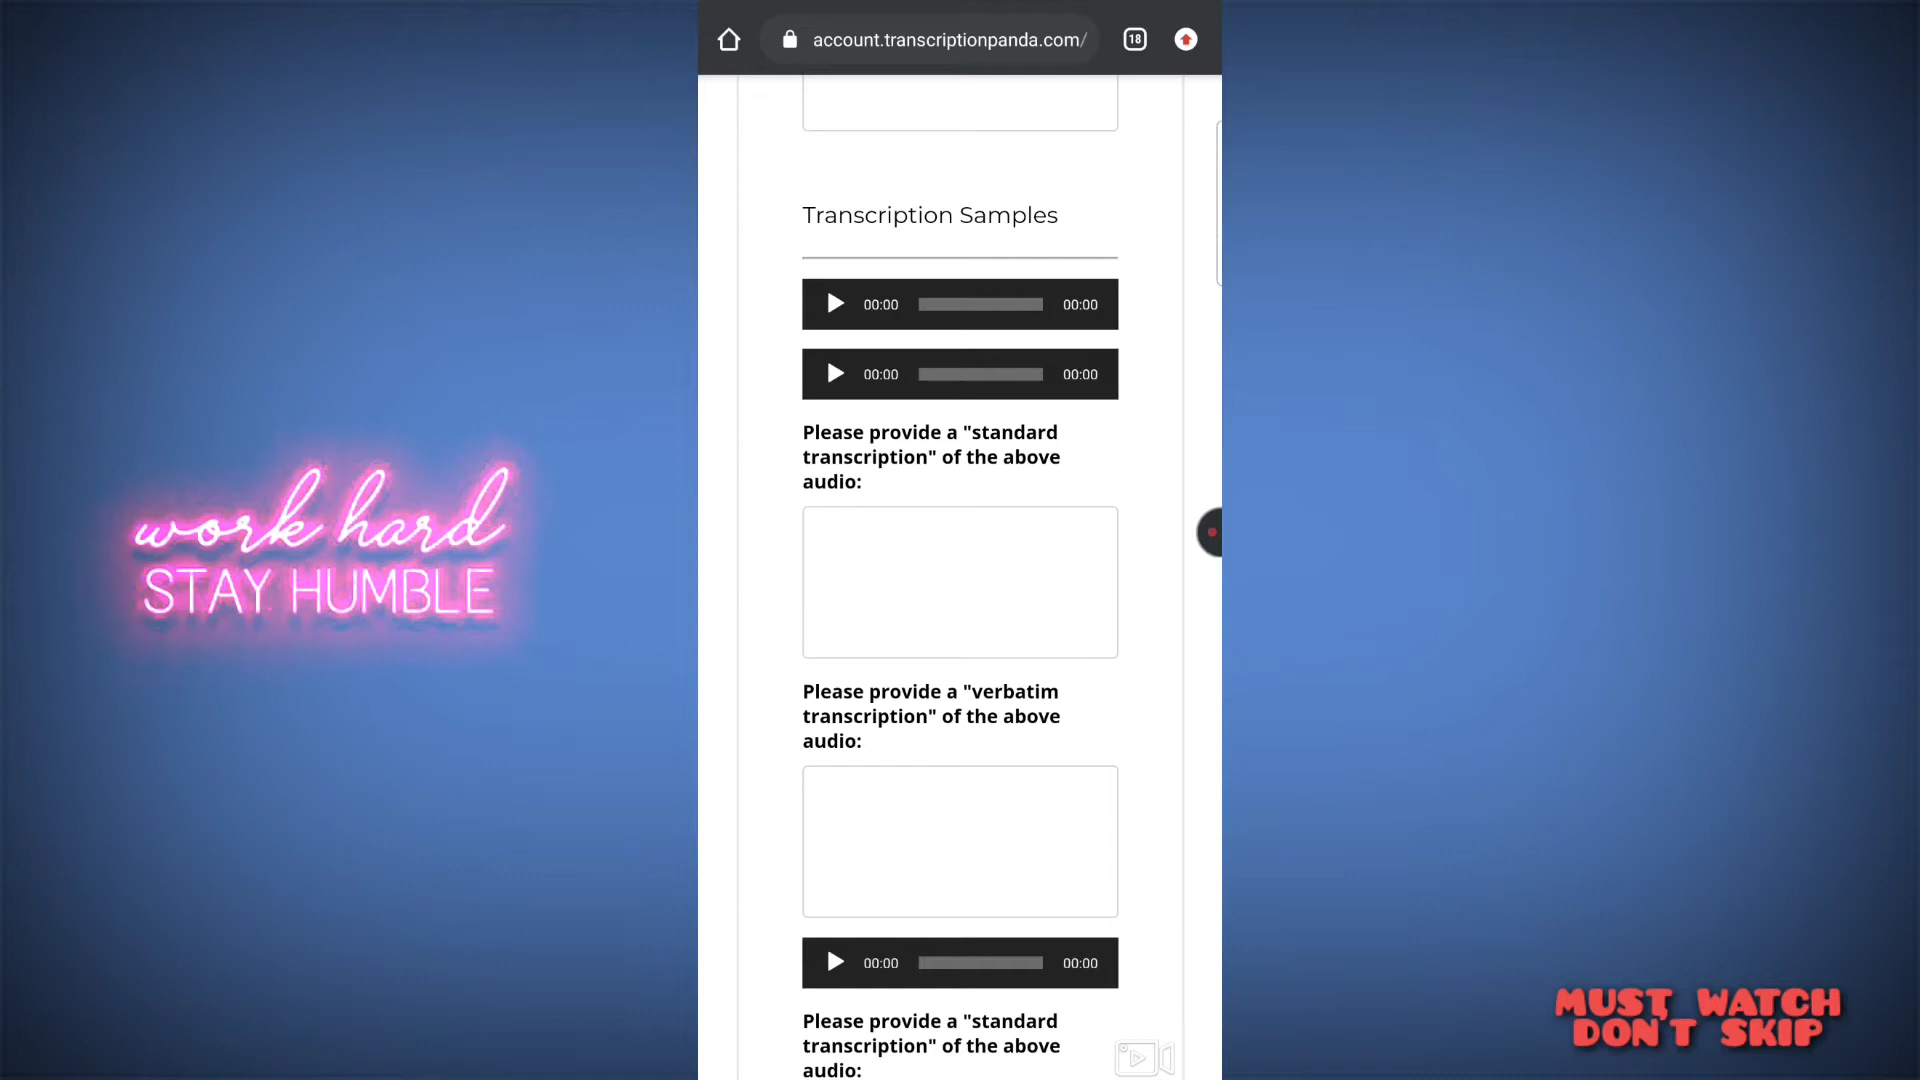 account.transcriptionpanda.com/
18
Transcription Samples
00:00 00:00
00:00 00:00
Please provide a "standard
transcription" of the above
audio:
Please provide a "verbatim
transcription" of the above
audio:
00:00 00:00
Please provide a "standard
transcription" of the above
audio:
work hard
STAY HUMBLE
MUST WATCH
DON'T SKIP